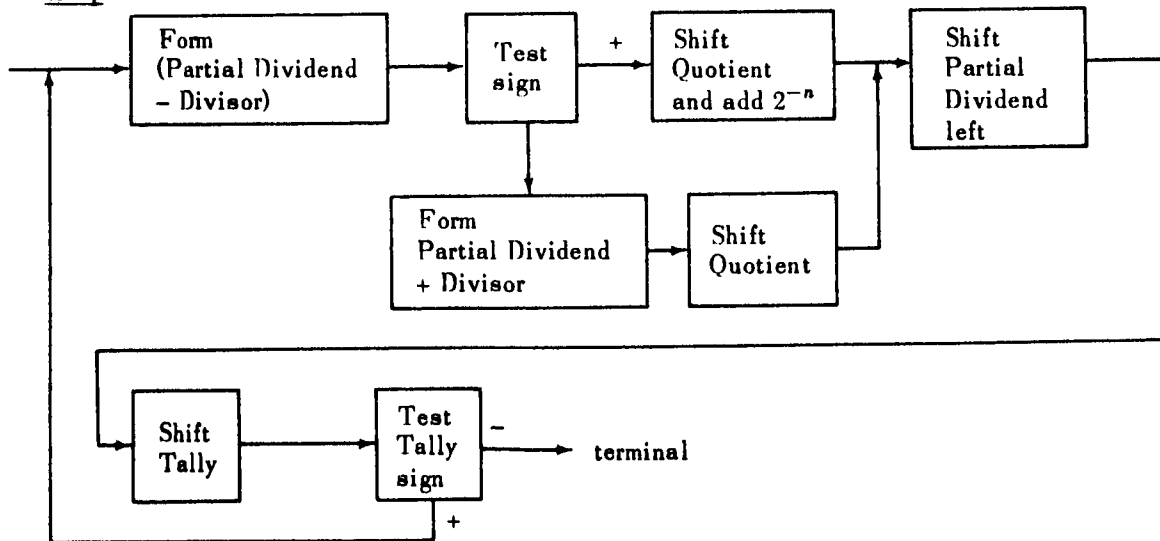 Form
(Partial Dividend
– Divisor)
Test
sign
+
Shift
Quotient
and add 2⁻ⁿ
Shift
Partial
Dividend
left
Form
Partial Dividend
+ Divisor
Shift
Quotient
Shift
Tally
Test
Tally
sign
–
terminal
+